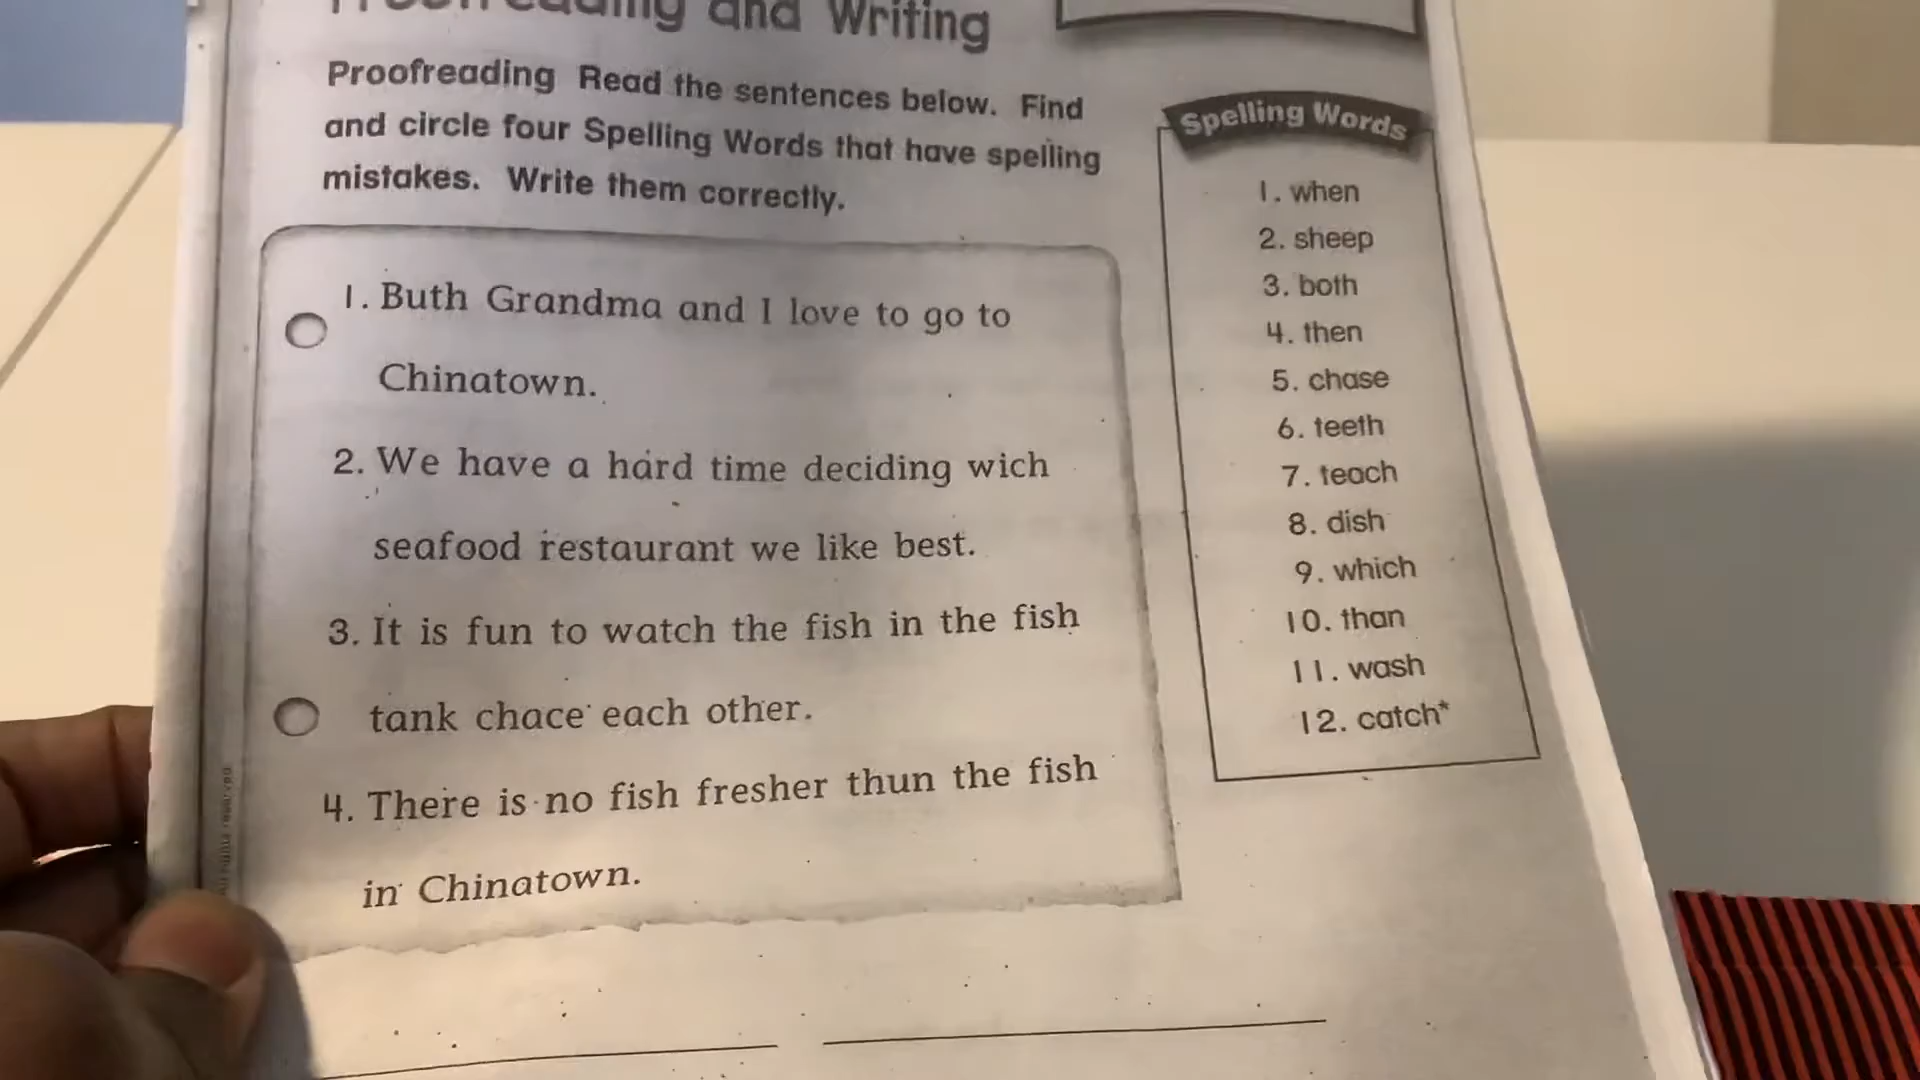 Proofreading and Writing
Proofreading Read the sentences below. Find
and circle four Spelling Words that have spelling
mistakes. Write them correctly.
1. Buth Grandma and I love to go to
Chinatown.
2. We have a hard time deciding wich
seafood restaurant we like best.
3. It is fun to watch the fish in the fish
tank chace each other.
4. There is no fish fresher thun the fish
in Chinatown.
Spelling Words
1. when
2. sheep
3. both
4. then
5. chase
6. teeth
7. teach
8. dish
9. which
10. than
11. wash
12. catch*
All rights reserved